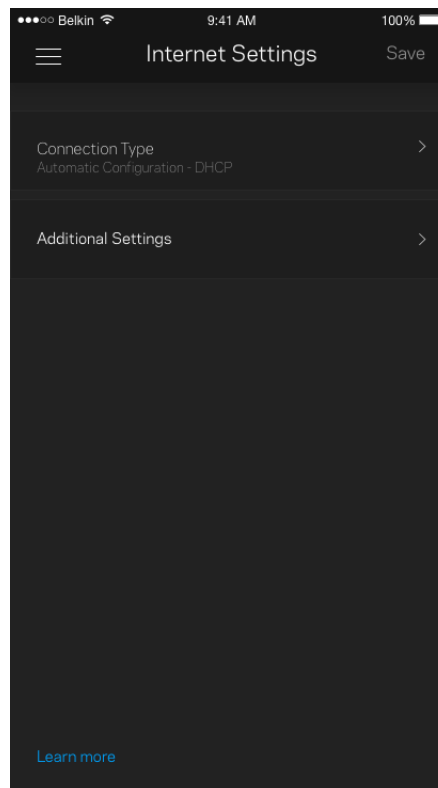 Belkin 9:41 AM 100%
Internet Settings Save
Connection Type
Automatic Configuration - DHCP
Additional Settings
Learn more